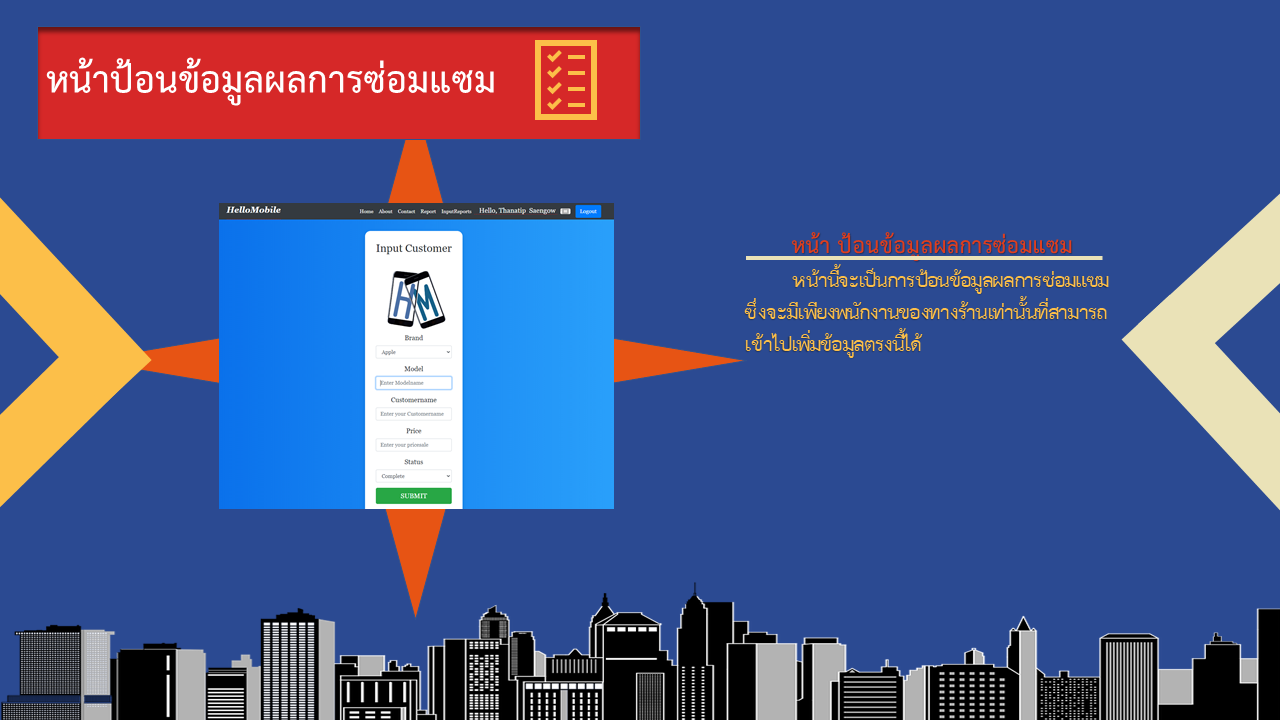 หน้าป้อนข้อมูลผลการซ่อมแซม
HelloMobile
Home About Contact Report InputReports Hello, Thanatip Saengow Logout
Input Customer
HM
Brand
Apple
Model
Enter Modelname
Customername
Enter your Customername
Price
Enter your pricesale
Status
Complete
SUBMIT
หน้า ป้อนข้อมูลผลการซ่อมแซม
หน้านี้จะเป็นการป้อนข้อมูลผลการซ่อมแซม
ซึ่งจะมีเพียงพนักงานของทางร้านเท่านั้นที่สามารถ
เข้าไปเพิ่มข้อมูลตรงนี้ได้